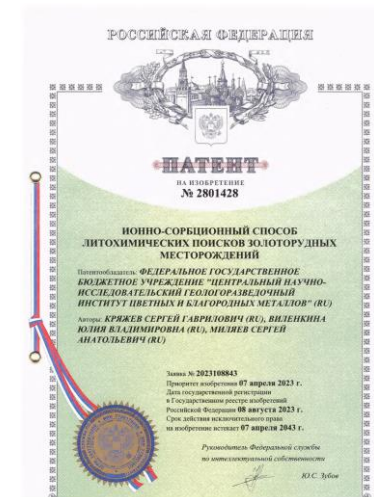 РОССИЙСКАЯ ФЕДЕРАЦИЯ
ПАТЕНТ
НА ИЗОБРЕТЕНИЕ
№ 2801428
ИОННО-СОРБЦИОННЫЙ СПОСОБ
ЛИТОХИМИЧЕСКИХ ПОИСКОВ ЗОЛОТОРУДНЫХ
МЕСТОРОЖДЕНИЙ
Патентообладатель: ФЕДЕРАЛЬНОЕ ГОСУДАРСТВЕННОЕ
БЮДЖЕТНОЕ УЧРЕЖДЕНИЕ "ЦЕНТРАЛЬНЫЙ НАУЧНО-
ИССЛЕДОВАТЕЛЬСКИЙ ГЕОЛОГОРАЗВЕДОЧНЫЙ
ИНСТИТУТ ЦВЕТНЫХ И БЛАГОРОДНЫХ МЕТАЛЛОВ" (RU)
Авторы: КРЯЖЕВ СЕРГЕЙ ГАВРИЛОВИЧ (RU), ВИЛЕНКИНА
ЮЛИЯ ВЛАДИМИРОВНА (RU), МИЛЯЕВ СЕРГЕЙ
АНАТОЛЬЕВИЧ (RU)
Заявка № 2023108843
Приоритет изобретения 07 апреля 2023 г.
Дата государственной регистрации
в Государственном реестре изобретений
Российской Федерации 08 августа 2023 г.
Срок действия исключительного права
на изобретение истекает 07 апреля 2043 г.
Руководитель Федеральной службы
по интеллектуальной собственности
Ю.С. Зубов